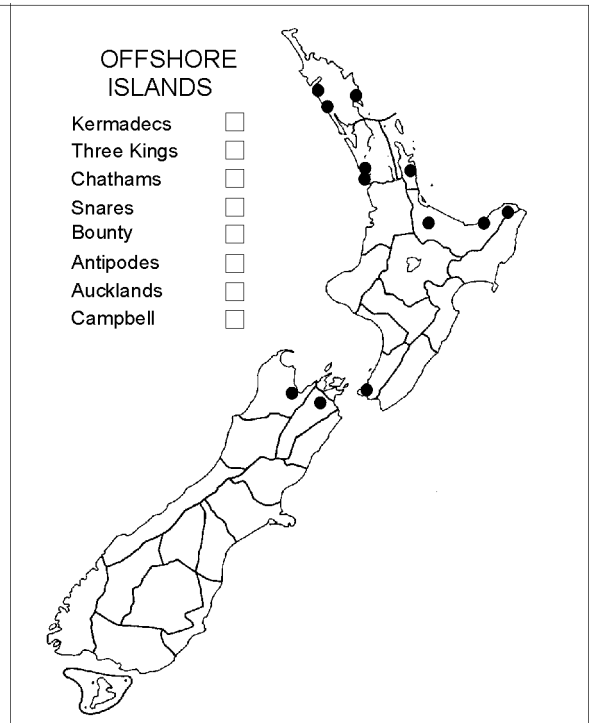 OFFSHORE
ISLANDS
Kermadecs
Three Kings
Chathams
Snares
Bounty
Antipodes
Aucklands
Campbell